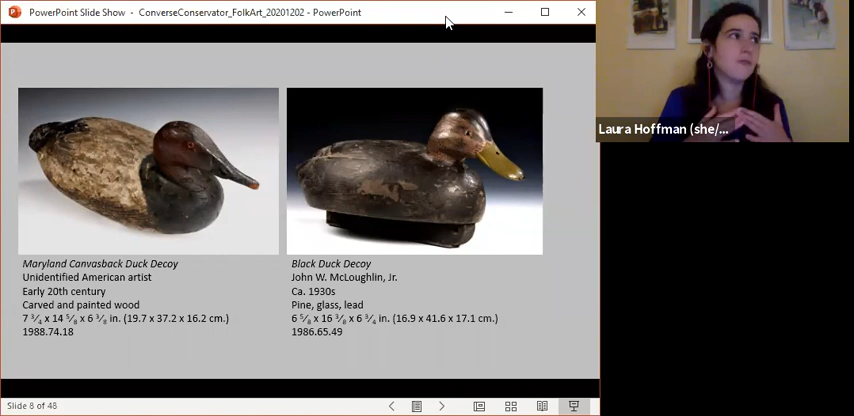 PowerPoint Slide Show - ConverseConservator_FolkArt_20201202 - PowerPoint
Laura Hoffman (she/...
Maryland Canvasback Duck Decoy
Unidentified American artist
Early 20th century
Carved and painted wood
7 3/4 x 14 5/8 x 6 3/8 in. (19.7 x 37.2 x 16.2 cm.)
1988.74.18
Black Duck Decoy
John W. McLoughlin, Jr.
Ca. 1930s
Pine, glass, lead
6 5/8 x 16 3/8 x 6 3/4 in. (16.9 x 41.6 x 17.1 cm.)
1986.65.49
Slide 8 of 48